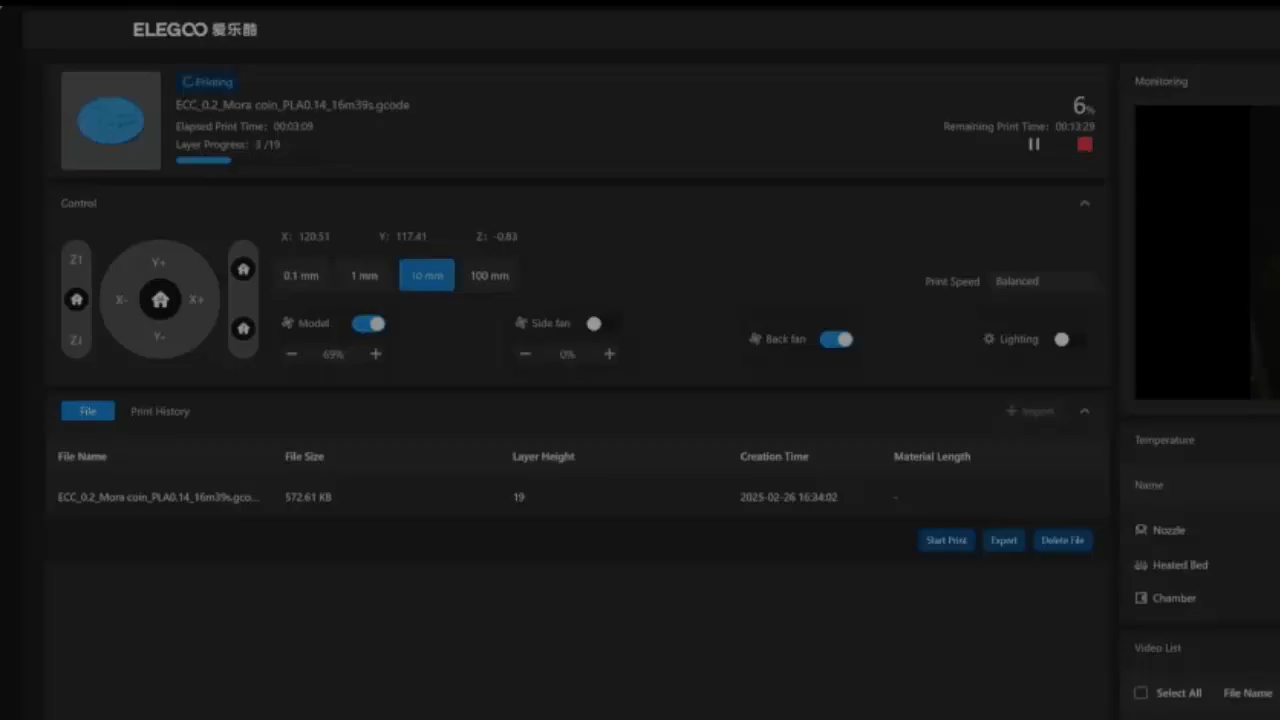 ELEGOO 爱乐酷
Printing
ECC_0.2_Mora coin_PLA0.14_16m39s.gcode
Elapsed Print Time: 00:03:09
Layer Progress: 3 /19
6%
Remaining Print Time: 00:13:29
Control
X: 120.51 Y: 117.41 Z: -0.83
Z↑
Y+
X-
X+
Y-
Z↓
0.1 mm 1 mm 10 mm 100 mm
Print Speed Balanced
Model
69%
Side fan
0%
Back fan
Lighting
File Print History
Import
File Name File Size Layer Height Creation Time Material Length
ECC_0.2_Mora coin_PLA0.14_16m39s.gco... 572.61 KB 19 2025-02-26 16:34:02 -
Start Print Export Delete File
Monitoring
Temperature
Name
Nozzle
Heated Bed
Chamber
Video List
Select All File Name